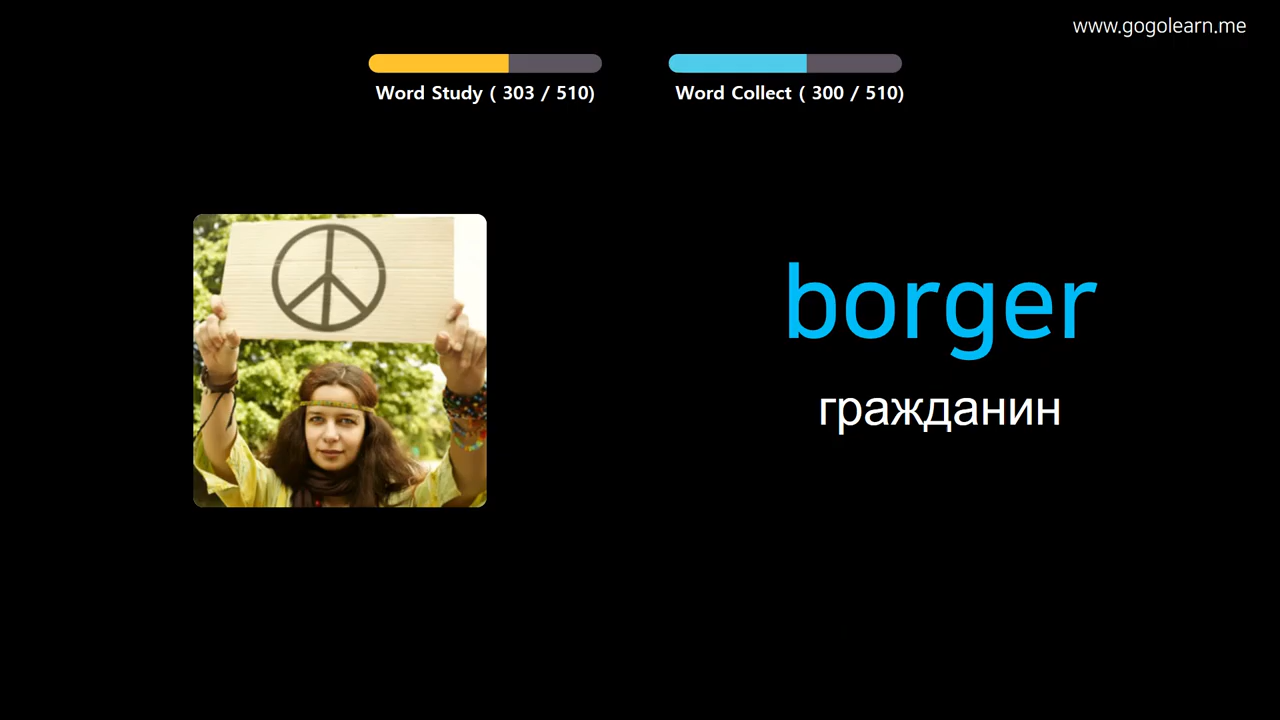 www.gogolearn.me
Word Study ( 303 / 510)
Word Collect ( 300 / 510)
borger
гражданин